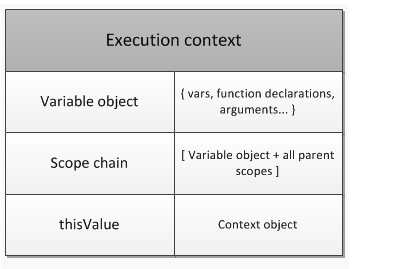 Execution context
Variable object
{ vars, function declarations,
arguments... }
Scope chain
[ Variable object + all parent
scopes ]
thisValue
Context object